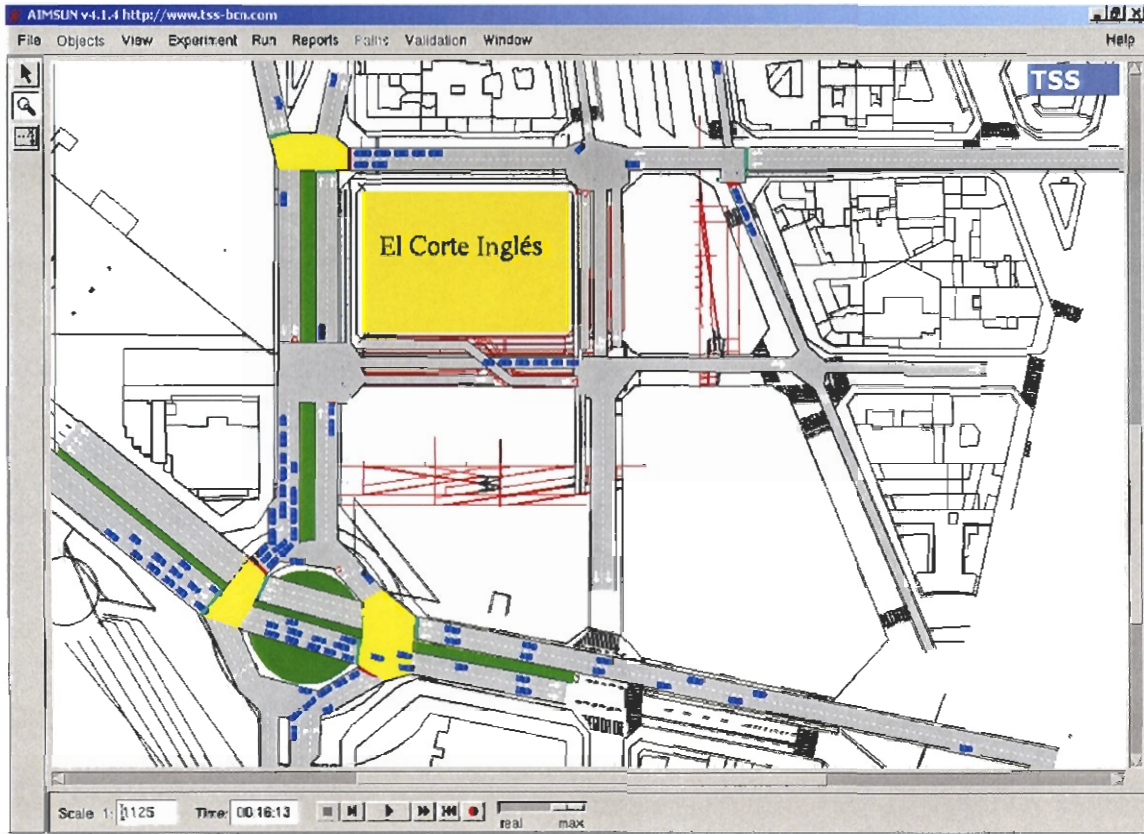 AIMSUN v4.1.4 http://www.tss-bcn.com
File Objects View Experiment Run Reports Paths Validation Window Help
TSS
El Corte Inglés
Scale 1: 1125 Time: 00:16:13
real max